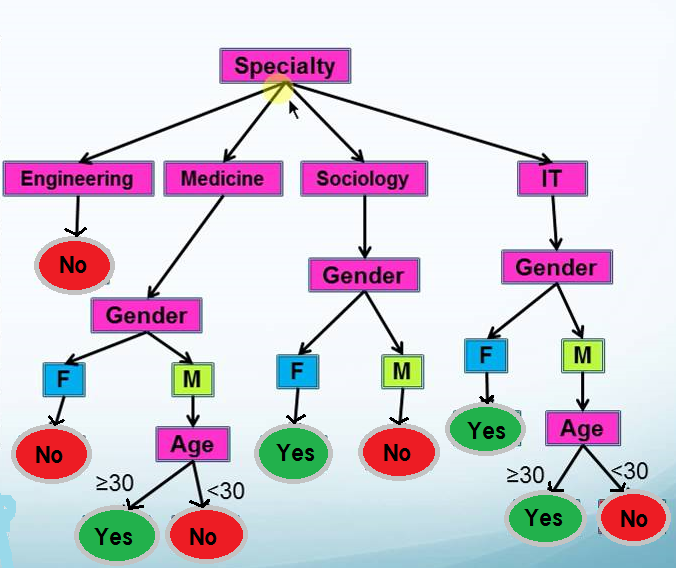 Specialty
Engineering
Medicine
Sociology
IT
No
Gender
Gender
Gender
F
M
F
M
F
M
No
Age
Yes
No
Yes
Age
≥30
<30
≥30
<30
Yes
No
Yes
No